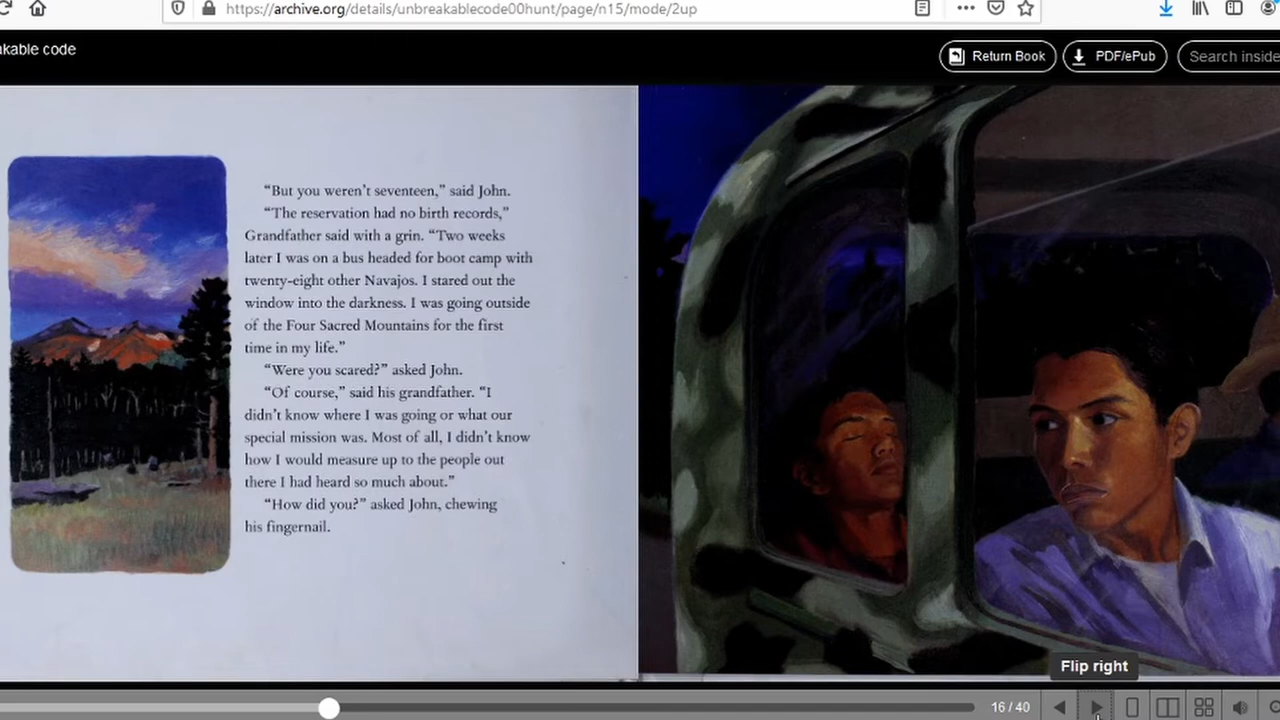 https://archive.org/details/unbreakablecode00hunt/page/n15/mode/2up
akable code
Return Book
PDF/ePub
Search inside
“But you weren’t seventeen,” said John.
“The reservation had no birth records,”
Grandfather said with a grin. “Two weeks
later I was on a bus headed for boot camp with
twenty-eight other Navajos. I stared out the
window into the darkness. I was going outside
of the Four Sacred Mountains for the first
time in my life.”
“Were you scared?” asked John.
“Of course,” said his grandfather. “I
didn’t know where I was going or what our
special mission was. Most of all, I didn’t know
how I would measure up to the people out
there I had heard so much about.”
“How did you?” asked John, chewing
his fingernail.
Flip right
16 / 40